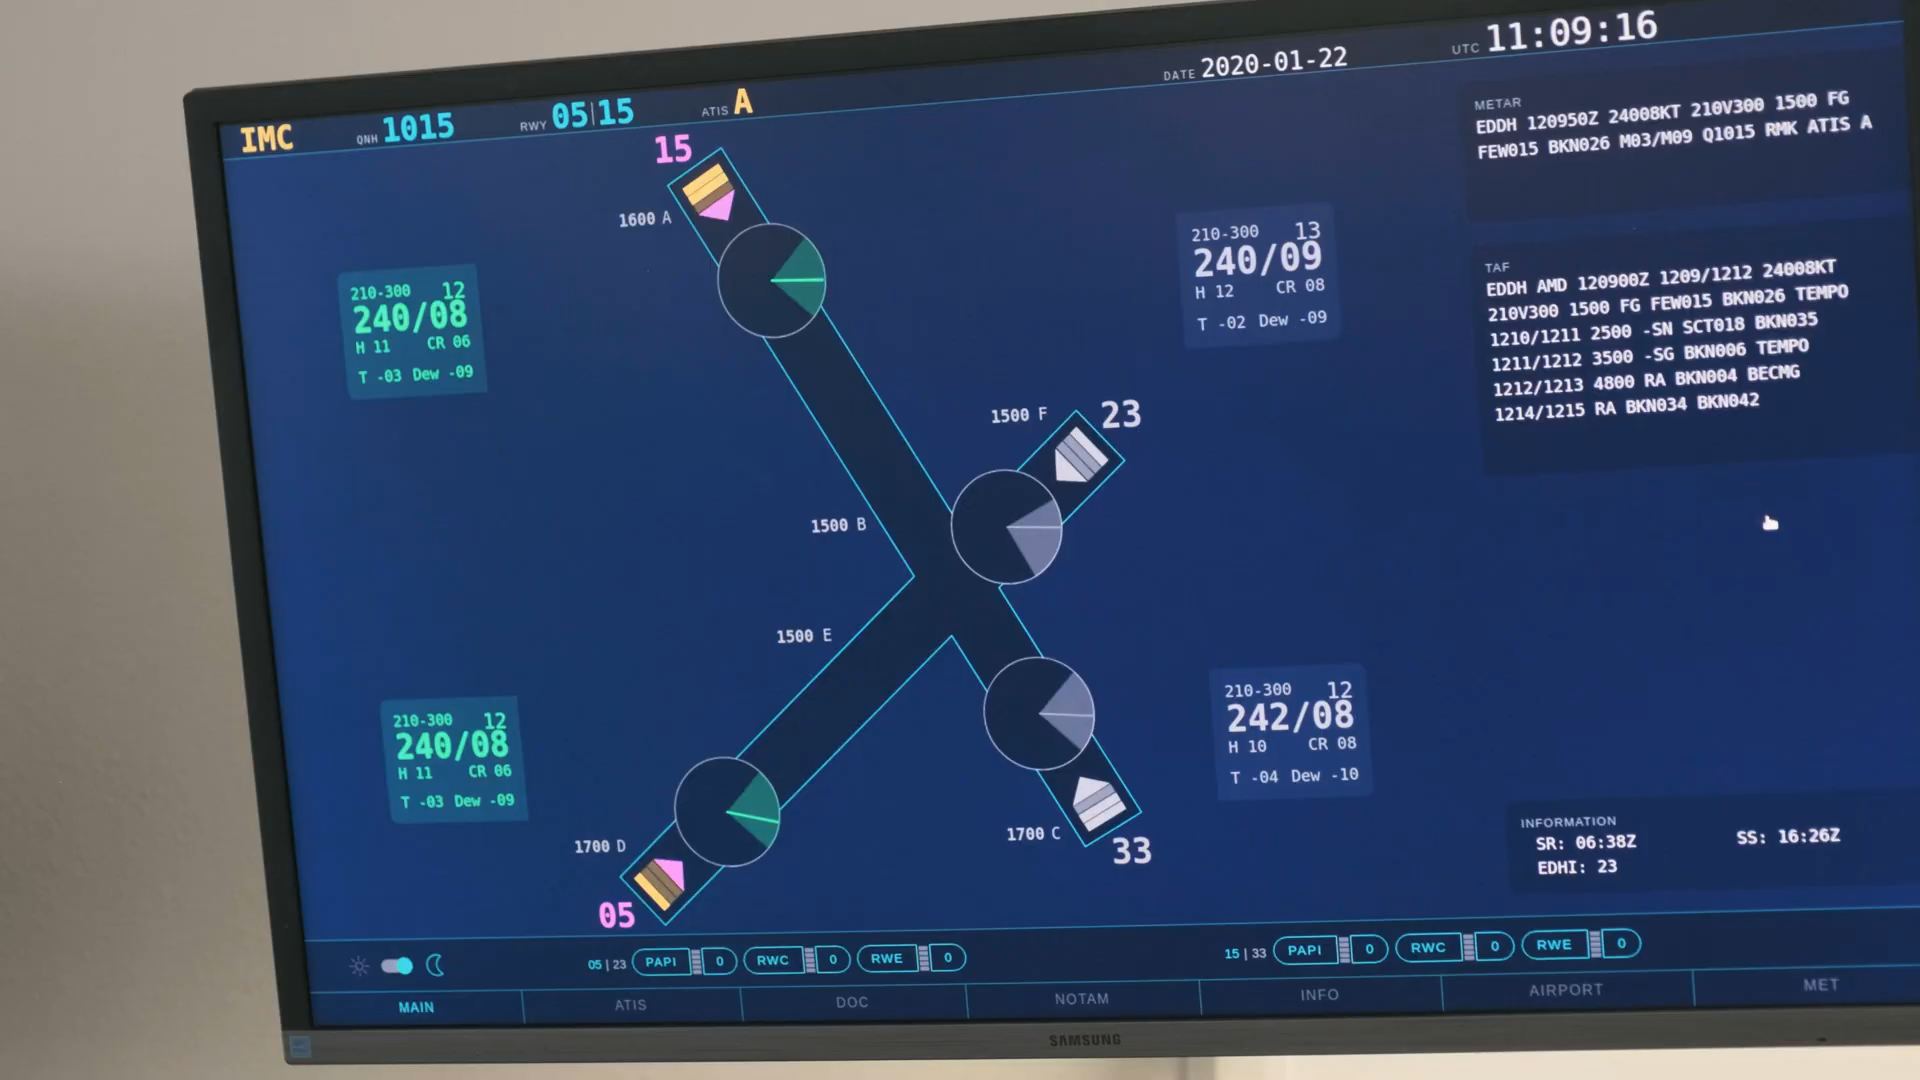 IMC QNH 1015 RWY 05|15 ATIS A DATE 2020-01-22 UTC 11:09:16
15
1600 A
210-300 12
240/08
H 11 CR 06
T -03 Dew -09
210-300 13
240/09
H 12 CR 08
T -02 Dew -09
METAR
EDDH 120950Z 24008KT 210V300 1500 FG
FEW015 BKN026 M03/M09 Q1015 RMK ATIS A
TAF
EDDH AMD 120900Z 1209/1212 24008KT
210V300 1500 FG FEW015 BKN026 TEMPO
1210/1211 2500 -SN SCT018 BKN035
1211/1212 3500 -SG BKN006 TEMPO
1212/1213 4800 RA BKN004 BECMG
1214/1215 RA BKN034 BKN042
1500 F 23
1500 B
1500 E
210-300 12
240/08
H 11 CR 06
T -03 Dew -09
210-300 12
242/08
H 10 CR 08
T -04 Dew -10
1700 D
05
1700 C
33
INFORMATION
SR: 06:38Z SS: 16:26Z
EDHI: 23
05 | 23 PAPI 0 RWC 0 RWE 0 15 | 33 PAPI 0 RWC 0 RWE 0
MAIN ATIS DOC NOTAM INFO AIRPORT MET
SAMSUNG